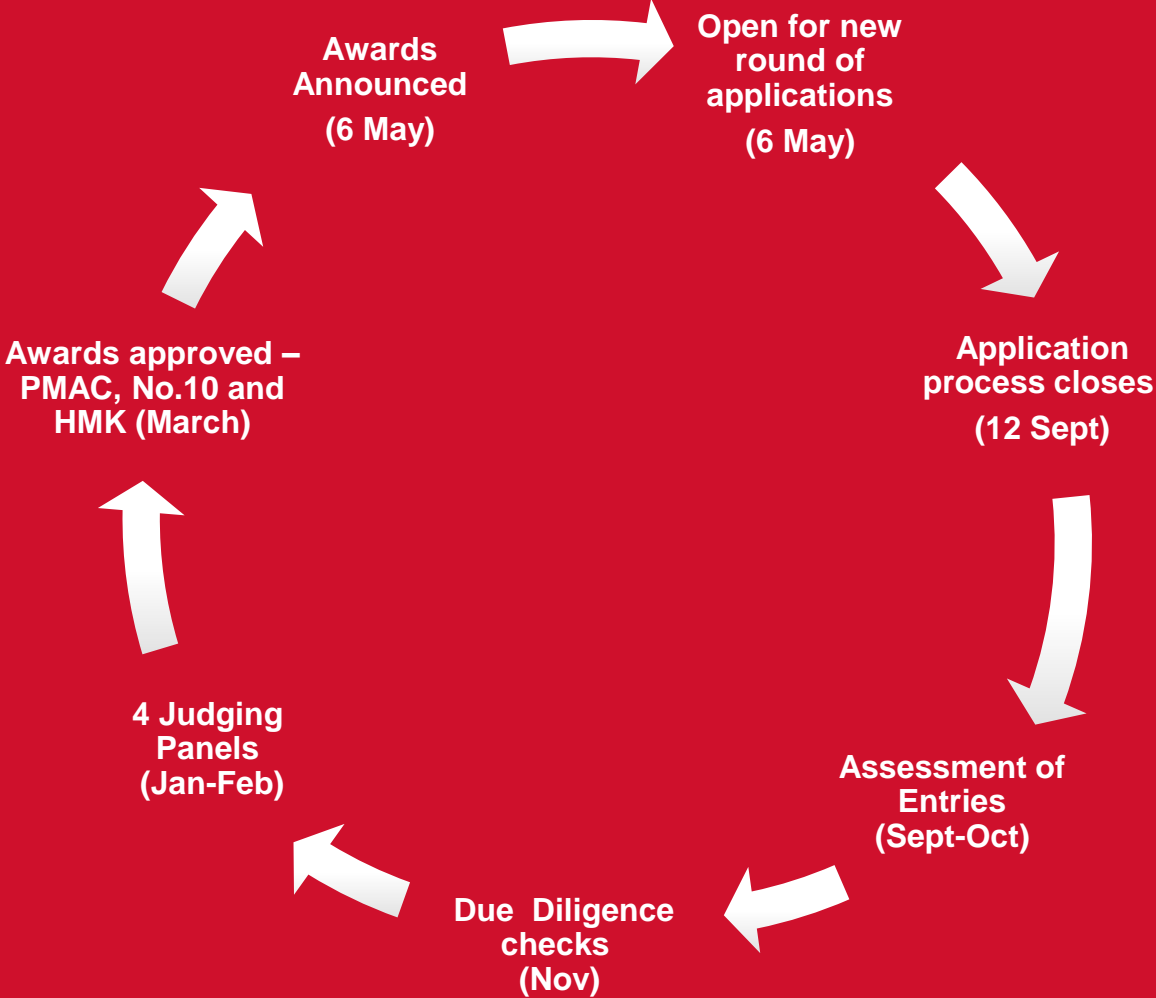 Awards
Announced
(6 May)
Open for new
round of
applications
(6 May)
Application
process closes
(12 Sept)
Assessment of
Entries
(Sept-Oct)
Due Diligence
checks
(Nov)
4 Judging
Panels
(Jan-Feb)
Awards approved –
PMAC, No.10 and
HMK (March)